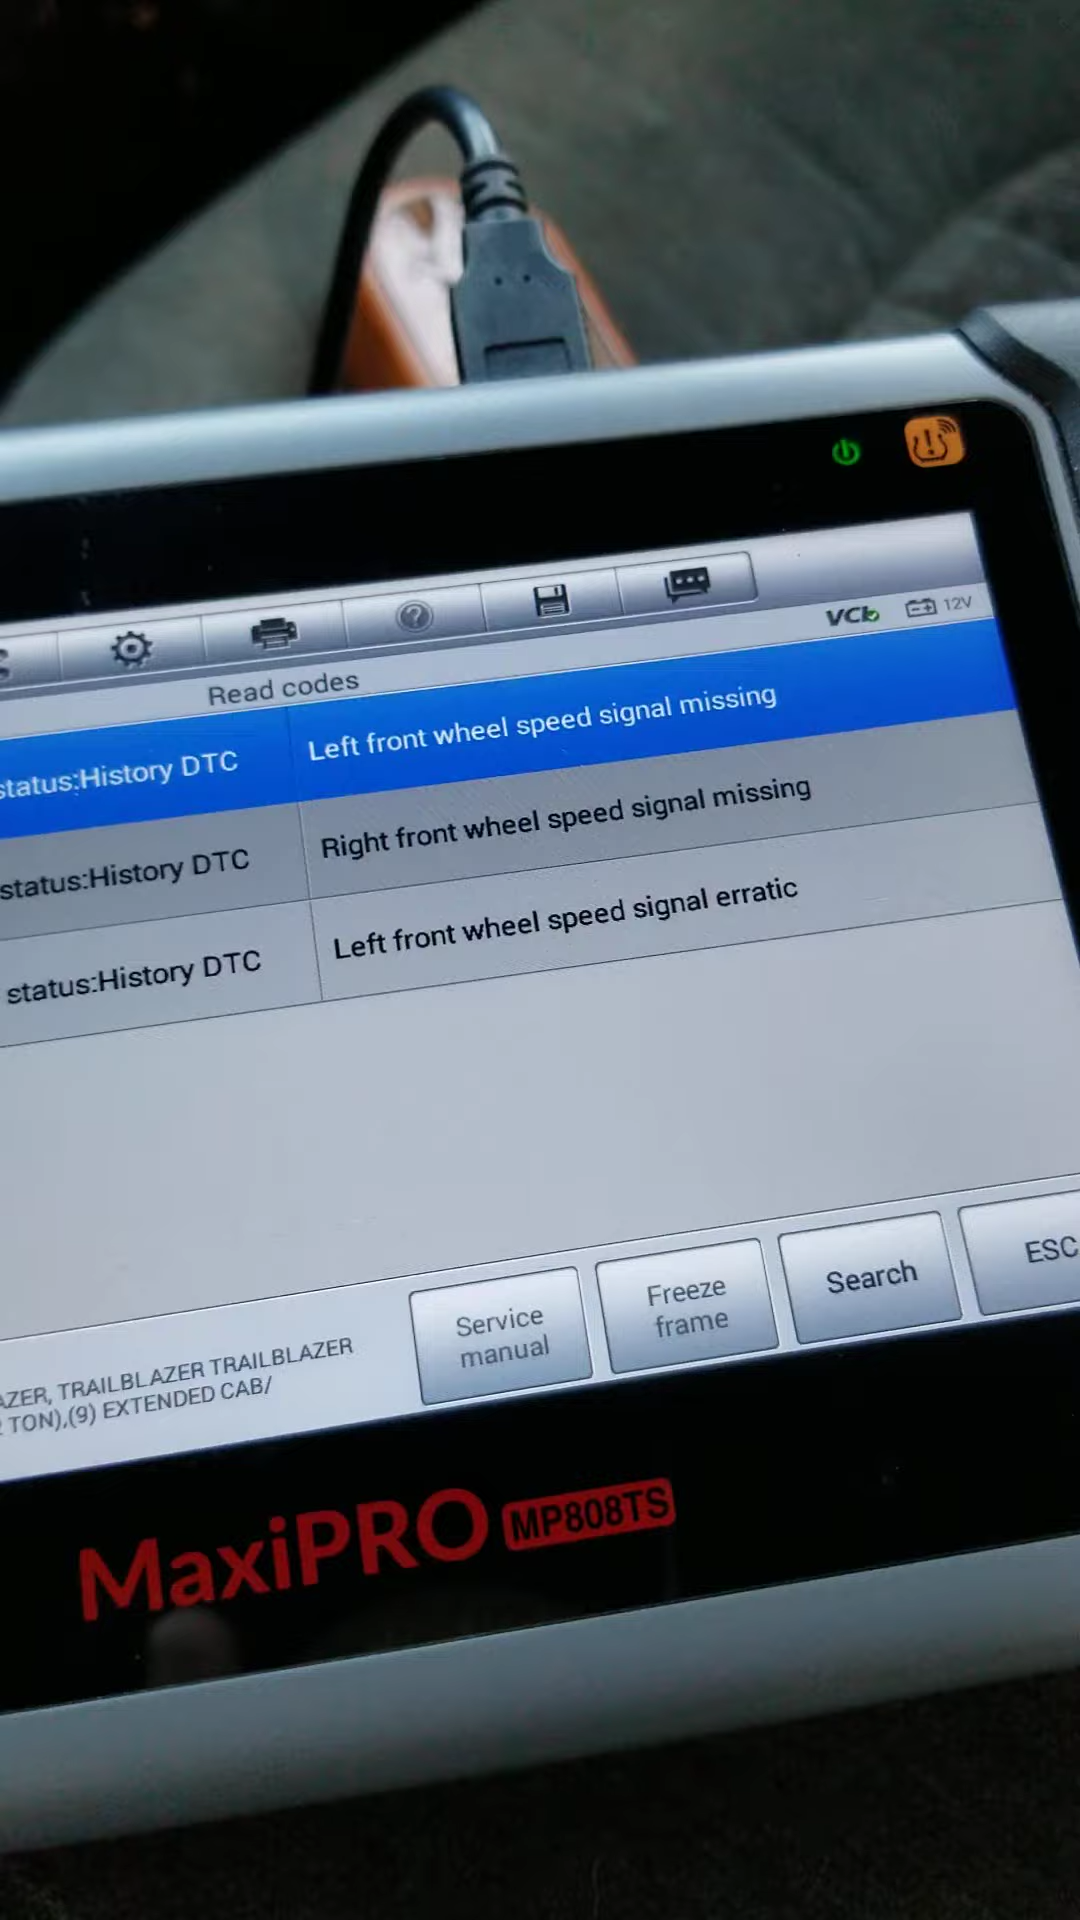 VCI 12V
Read codes
status:History DTC Left front wheel speed signal missing
status:History DTC Right front wheel speed signal missing
status:History DTC Left front wheel speed signal erratic
Service manual
Freeze frame
Search
ESC
AZER, TRAILBLAZER TRAILBLAZER
TON),(9) EXTENDED CAB/
MaxiPRO MP808TS